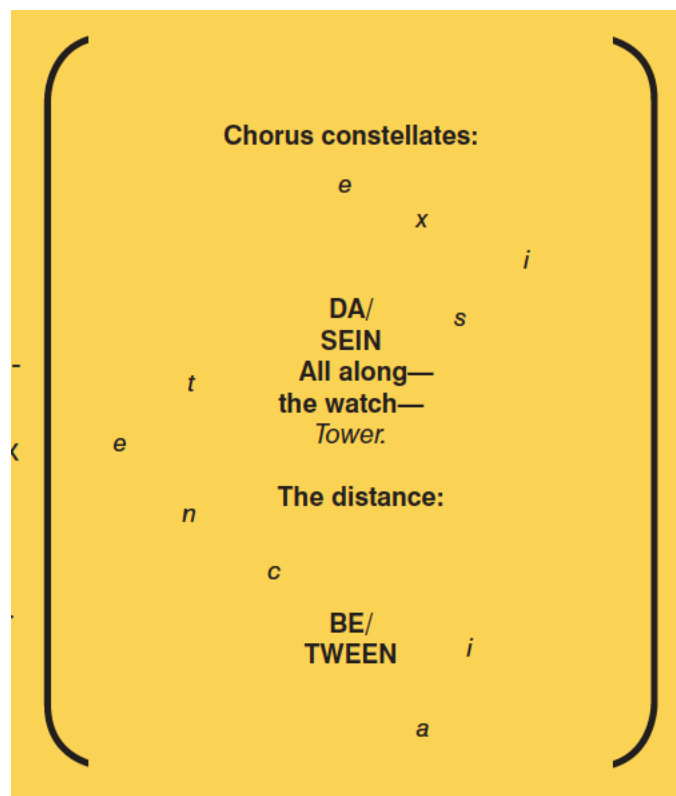 Chorus constellates:
e
x
i
DA/
s
SEIN
All along—
t
the watch—
Tower.
e
The distance:
n
c
BE/
i
TWEEN
a